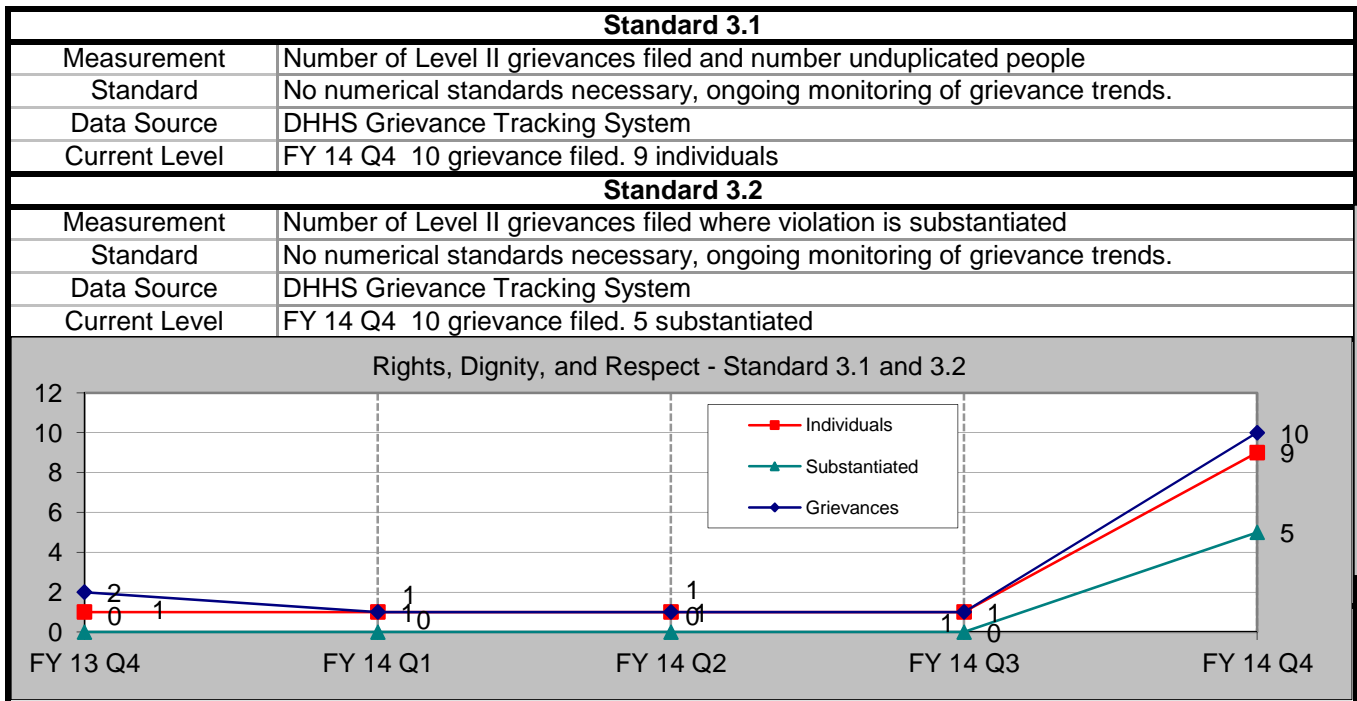 Standard 3.1
Measurement Number of Level II grievances filed and number unduplicated people
Standard No numerical standards necessary, ongoing monitoring of grievance trends.
Data Source DHHS Grievance Tracking System
Current Level FY 14 Q4 10 grievance filed. 9 individuals
Standard 3.2
Measurement Number of Level II grievances filed where violation is substantiated
Standard No numerical standards necessary, ongoing monitoring of grievance trends.
Data Source DHHS Grievance Tracking System
Current Level FY 14 Q4 10 grievance filed. 5 substantiated
Rights, Dignity, and Respect - Standard 3.1 and 3.2
12
10
8
6
4
2
0
Individuals
Substantiated
Grievances
2
0
1
1
1
0
1
0
1
1
1
0
10
9
5
FY 13 Q4 FY 14 Q1 FY 14 Q2 FY 14 Q3 FY 14 Q4